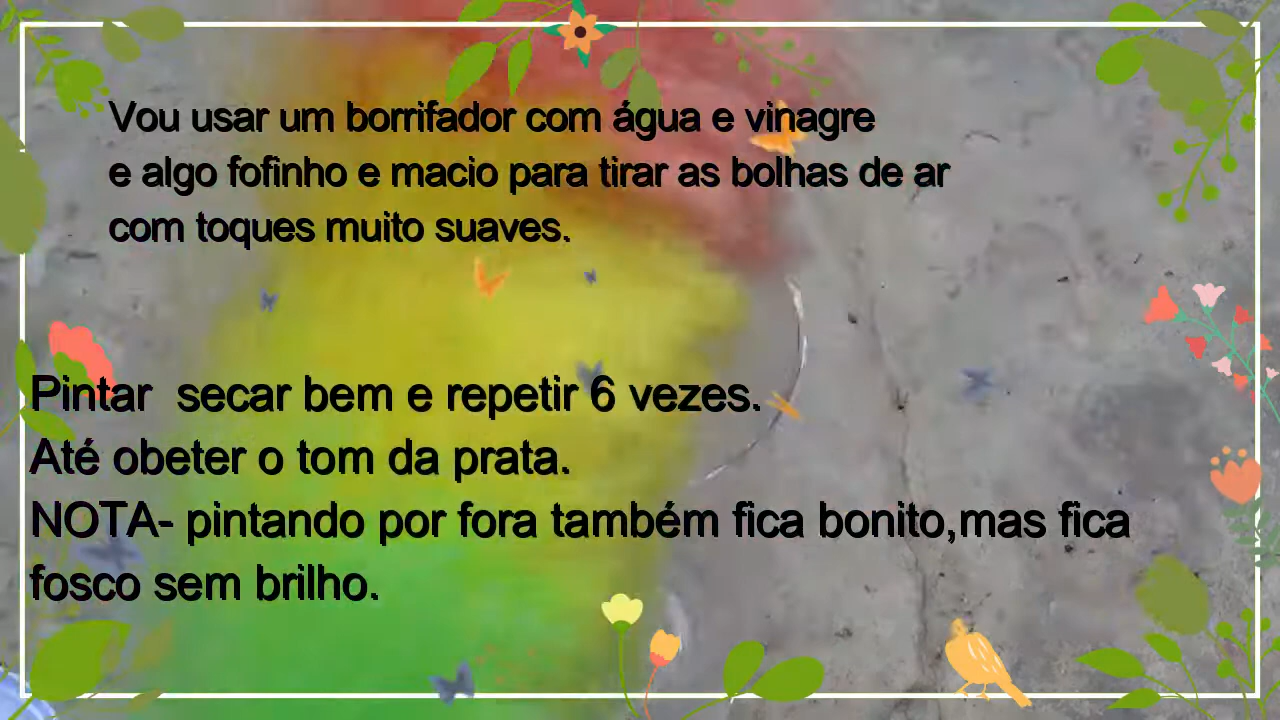 Vou usar um borrifador com água e vinagre
e algo fofinho e macio para tirar as bolhas de ar
com toques muito suaves.
Pintar  secar bem e repetir 6 vezes.
Até obeter o tom da prata.
NOTA- pintando por fora também fica bonito,mas fica
fosco sem brilho.